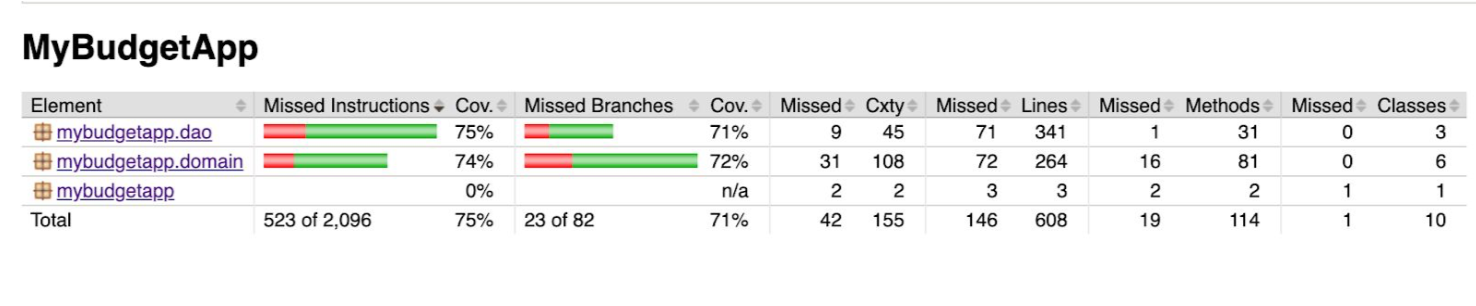 MyBudgetApp
Element Missed Instructions Cov. Missed Branches Cov. Missed Cxty Missed Lines Missed Methods Missed Classes
mybudgetapp.dao 75% 71% 9 45 71 341 1 31 0 3
mybudgetapp.domain 74% 72% 31 108 72 264 16 81 0 6
mybudgetapp 0% n/a 2 2 3 3 2 2 1 1
Total 523 of 2,096 75% 23 of 82 71% 42 155 146 608 19 114 1 10